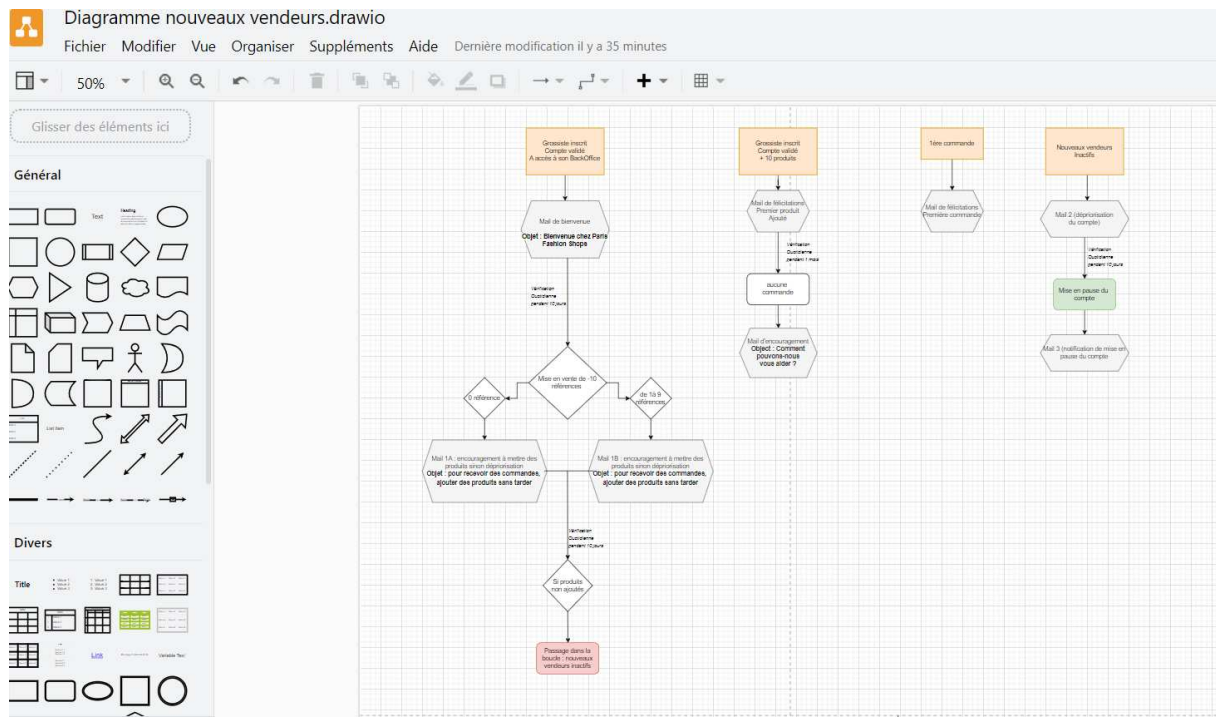 Diagramme nouveaux vendeurs.drawio
Fichier Modifier Vue Organiser Suppléments Aide Dernière modification il y a 35 minutes
50%
Glisser des éléments ici
Général
Text
Heading
List Item
Divers
Title
Link
Variable Text
Grossiste inscrit
Compte validé
A accès à son BackOffice
Mail de bienvenue
Objet : Bienvenue chez Paris
Fashion Shops
Vérification
Quotidienne
pendant 10 jours
Mise en vente de -10
références
0 référence
de 1 à 9
références
Mail 1A : encouragement à mettre des
produits sinon dépriorisation
Objet : pour recevoir des commandes,
ajouter des produits sans tarder
Mail 1B : encouragement à mettre des
produits sinon dépriorisation
Objet : pour recevoir des commandes,
ajouter des produits sans tarder
Vérification
Quotidienne
pendant 10 jours
Si produits
non ajoutés
Passage dans la
boucle : nouveaux
vendeurs inactifs
Grossiste inscrit
Compte validé
+ 10 produits
Mail de félicitations
Premier produit
Ajouté
Vérification
Quotidienne
pendant 1 mois
aucune
commande
Mail d'encouragement
Object : Comment
pouvons-nous
vous aider ?
1ère commande
Mail de félicitations
Première commande
Nouveaux vendeurs
Inactifs
Mail 2 (dépriorisation
du compte)
Vérification
Quotidienne
pendant 10 jours
Mise en pause du
compte
Mail 3 (notification de mise en
pause du compte